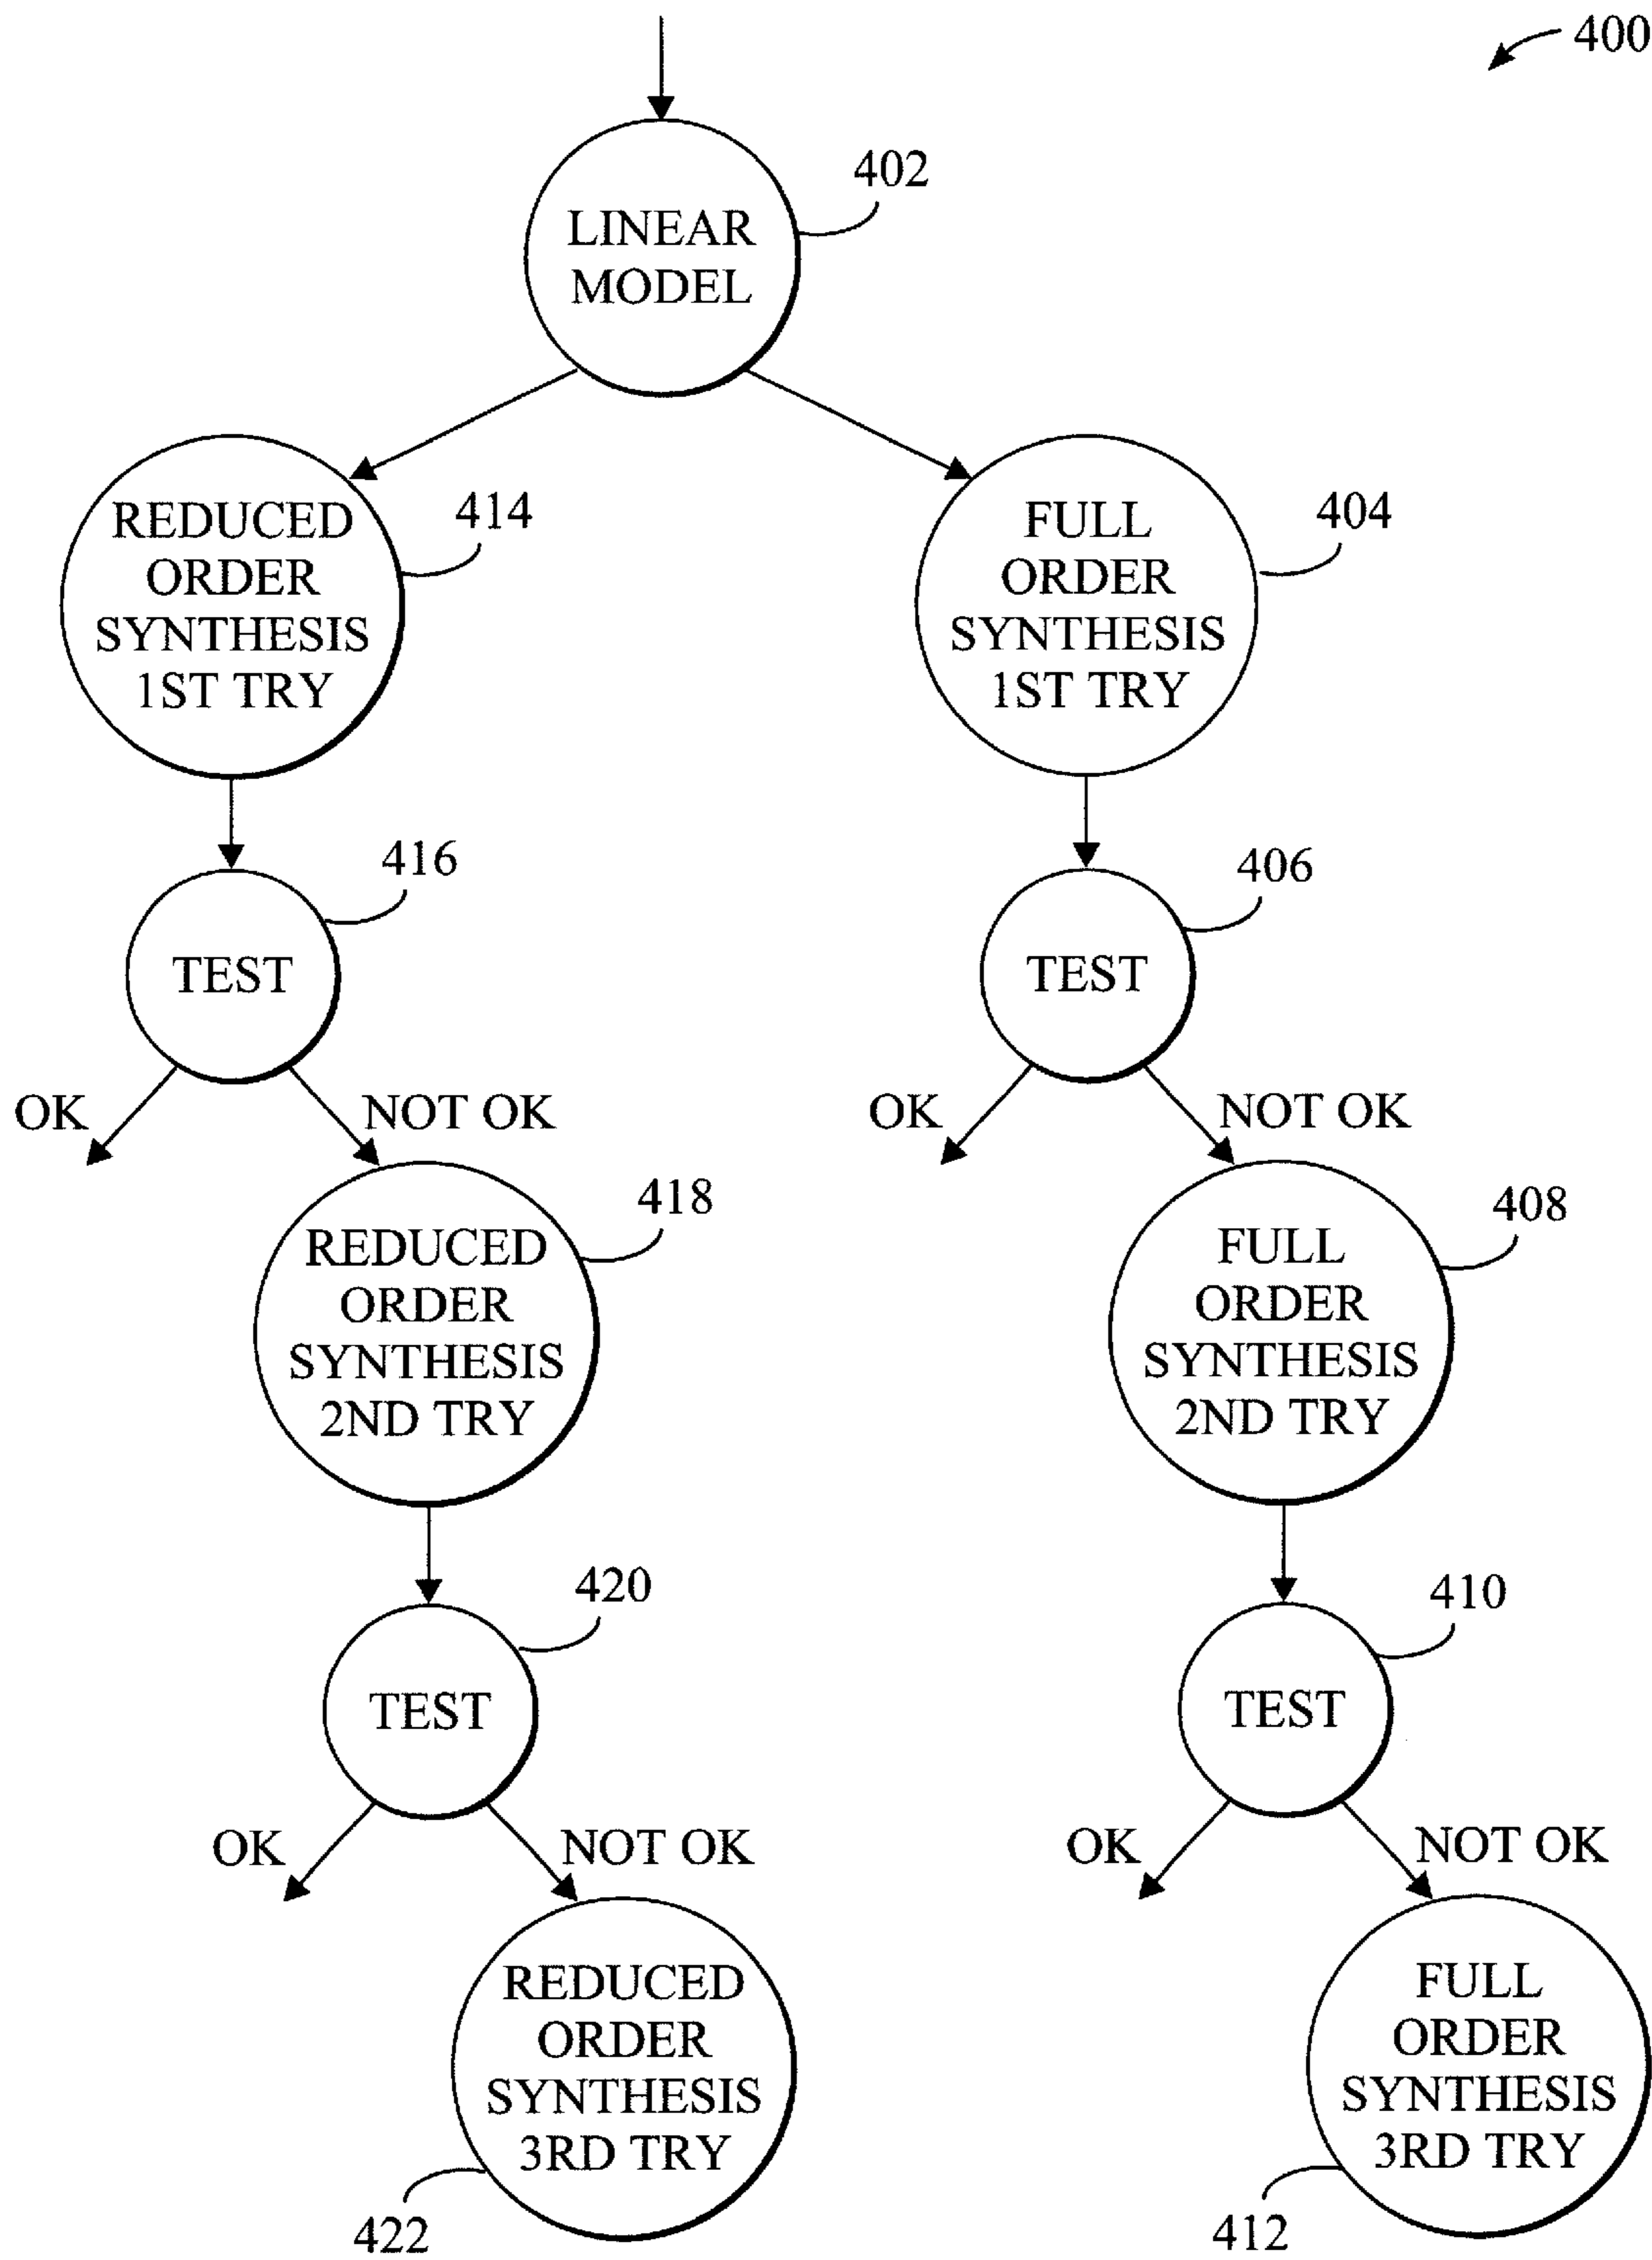 400
402
LINEAR
MODEL
414
REDUCED
ORDER
SYNTHESIS
1ST TRY
404
FULL
ORDER
SYNTHESIS
1ST TRY
416
TEST
406
TEST
OK
NOT OK
OK
NOT OK
418
REDUCED
ORDER
SYNTHESIS
2ND TRY
408
FULL
ORDER
SYNTHESIS
2ND TRY
420
TEST
410
TEST
OK
NOT OK
OK
NOT OK
REDUCED
ORDER
SYNTHESIS
3RD TRY
422
FULL
ORDER
SYNTHESIS
3RD TRY
412